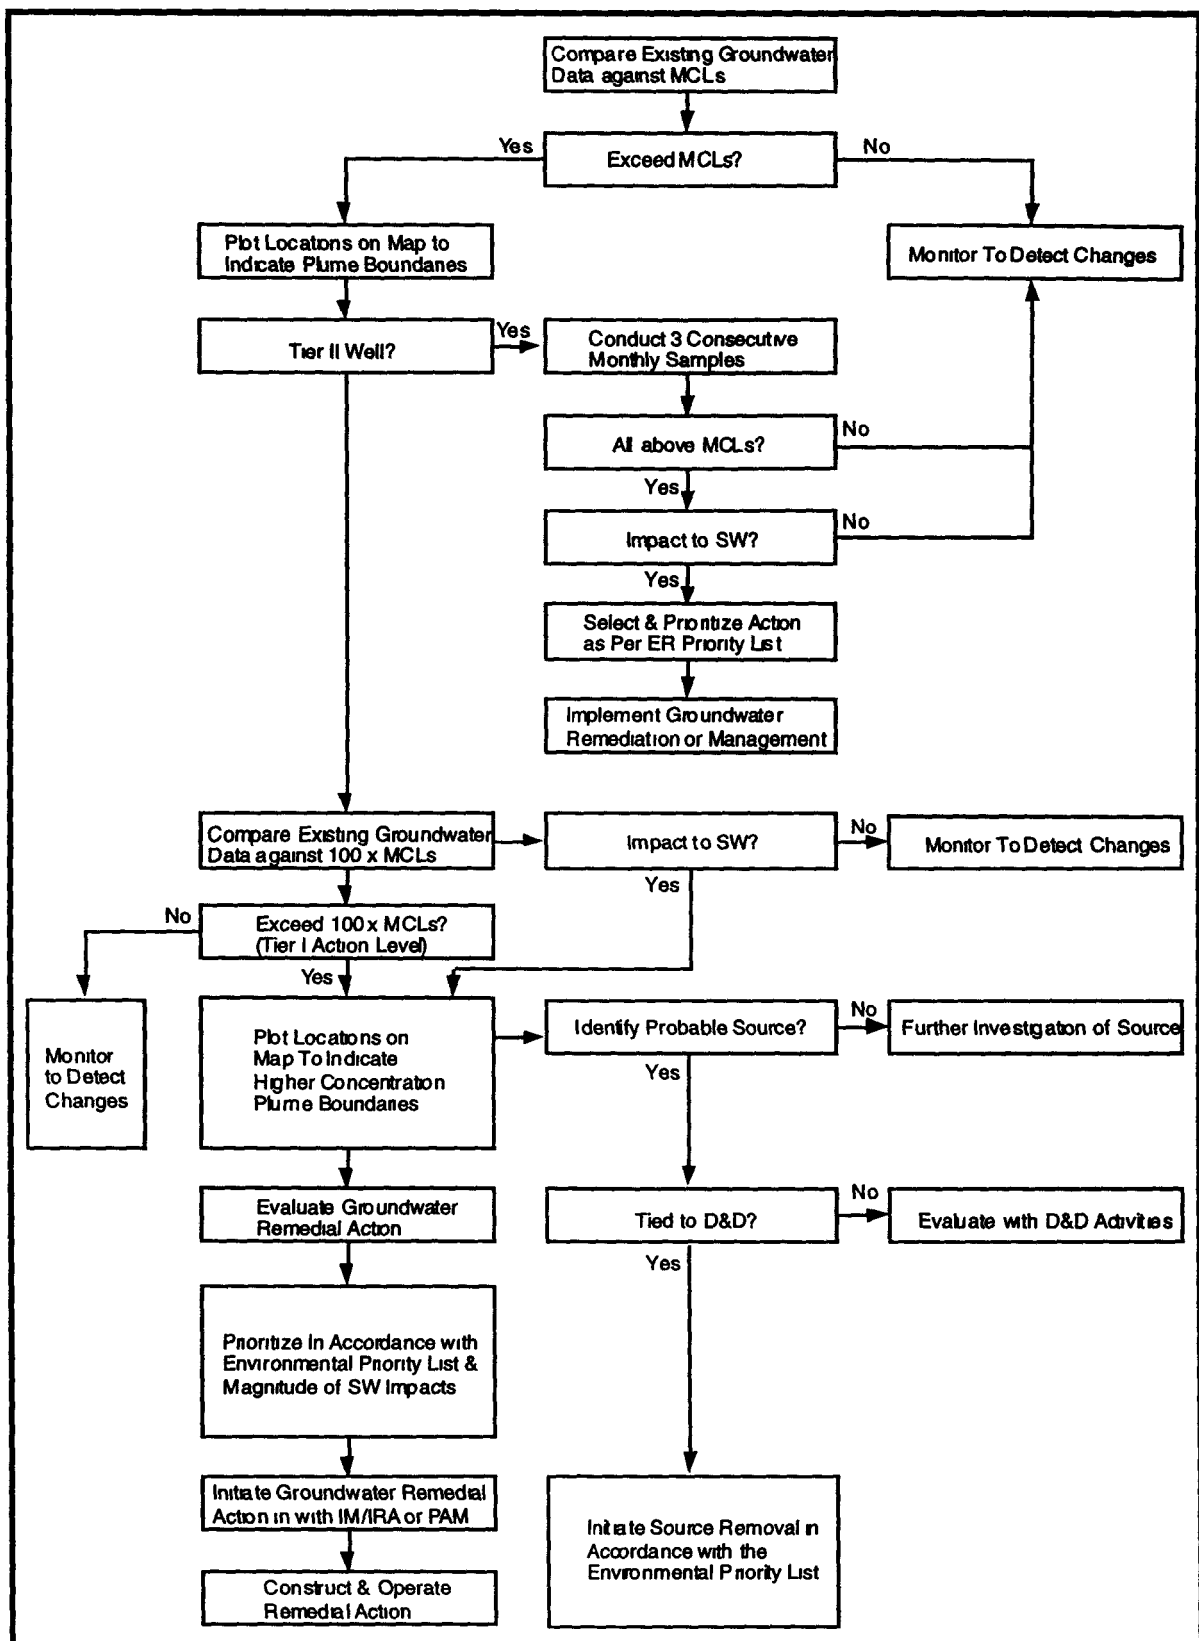 Compare Existing Groundwater
Data against MCLs
Yes
Exceed MCLs?
No
Plot Locations on Map to
Indicate Plume Boundaries
Monitor To Detect Changes
Tier II Well?
Yes
Conduct 3 Consecutive
Monthly Samples
All above MCLs?
No
Yes
Impact to SW?
No
Yes
Select & Prioritize Action
as Per ER Priority List
Implement Groundwater
Remediation or Management
Compare Existing Groundwater
Data against 100 x MCLs
Impact to SW?
No
Monitor To Detect Changes
Yes
No
Exceed 100 x MCLs?
(Tier I Action Level)
Yes
Monitor
to Detect
Changes
Plot Locations on
Map To Indicate
Higher Concentration
Plume Boundaries
Identify Probable Source?
No
Further Investigation of Source
Yes
Evaluate Groundwater
Remedial Action
Tied to D&D?
No
Evaluate with D&D Activities
Yes
Prioritize In Accordance with
Environmental Priority List &
Magnitude of SW Impacts
Initiate Groundwater Remedial
Action in with IM/IRA or PAM
Initiate Source Removal in
Accordance with the
Environmental Priority List
Construct & Operate
Remedial Action